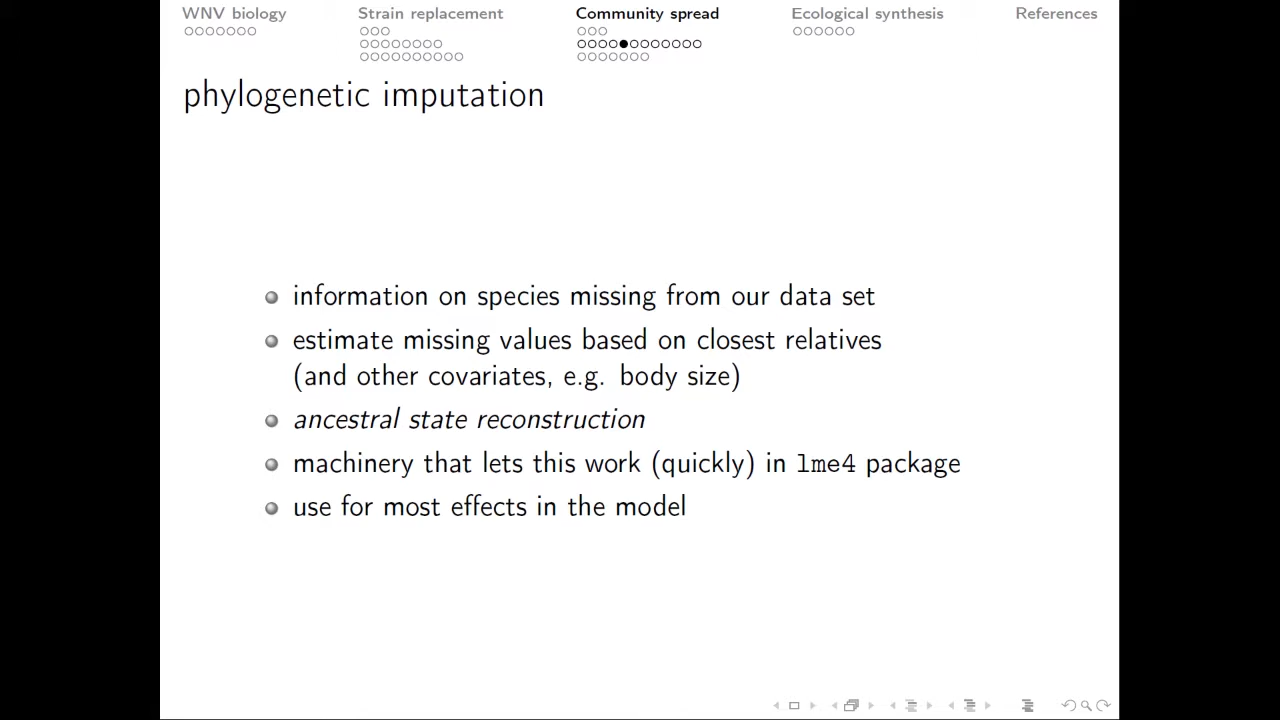 WNV biology Strain replacement Community spread Ecological synthesis References
phylogenetic imputation
information on species missing from our data set
estimate missing values based on closest relatives
(and other covariates, e.g. body size)
ancestral state reconstruction
machinery that lets this work (quickly) in lme4 package
use for most effects in the model